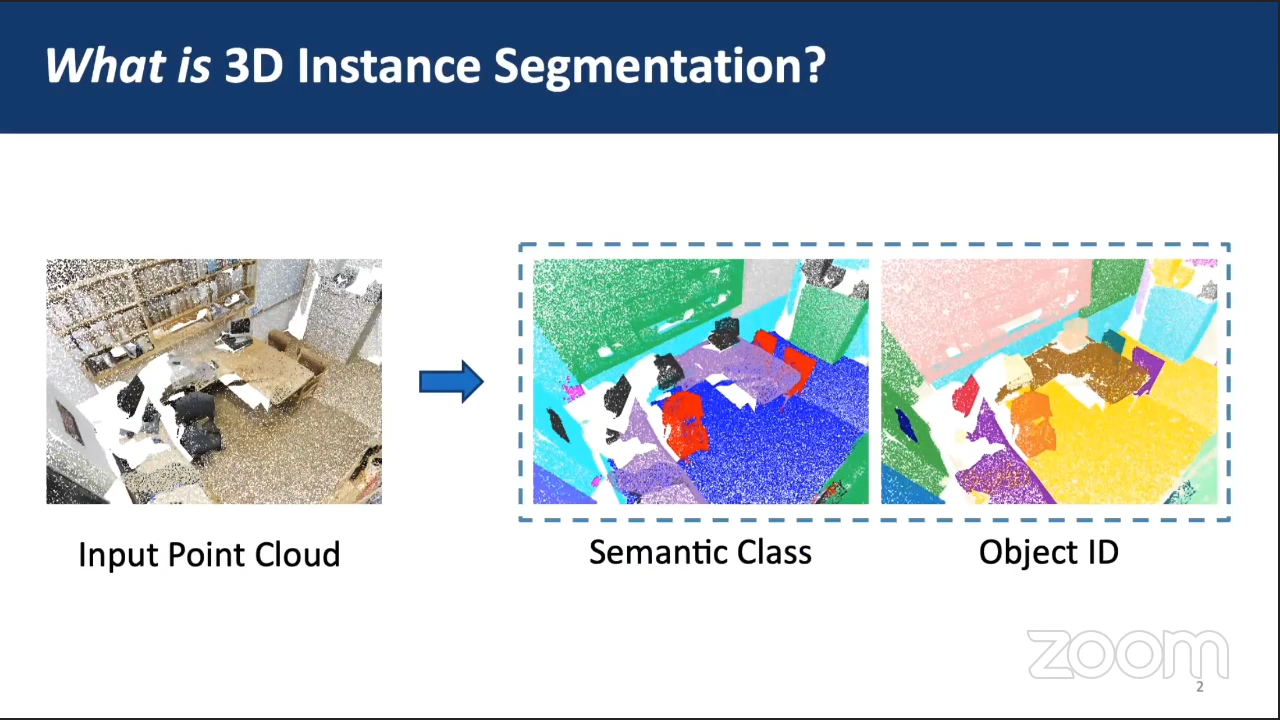 What is 3D Instance Segmentation?
Input Point Cloud
Semantic Class
Object ID
zoom
2